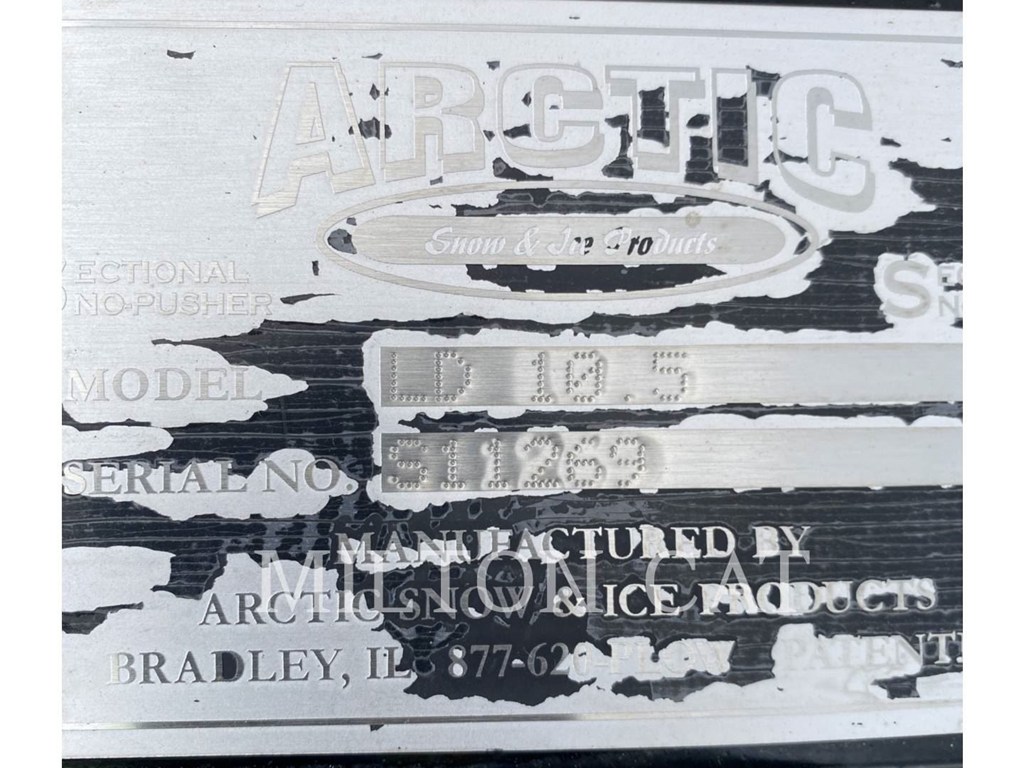 ARCTIC
Snow & Ice Products
ECTIONAL
NO-PUSHER
MODEL LD 10.5
SERIAL NO. S11269
MANUFACTURED BY
MILTON CAT
ARCTIC SNOW & ICE PRODUCTS
BRADLEY, IL 877-620-PLOW PATENT